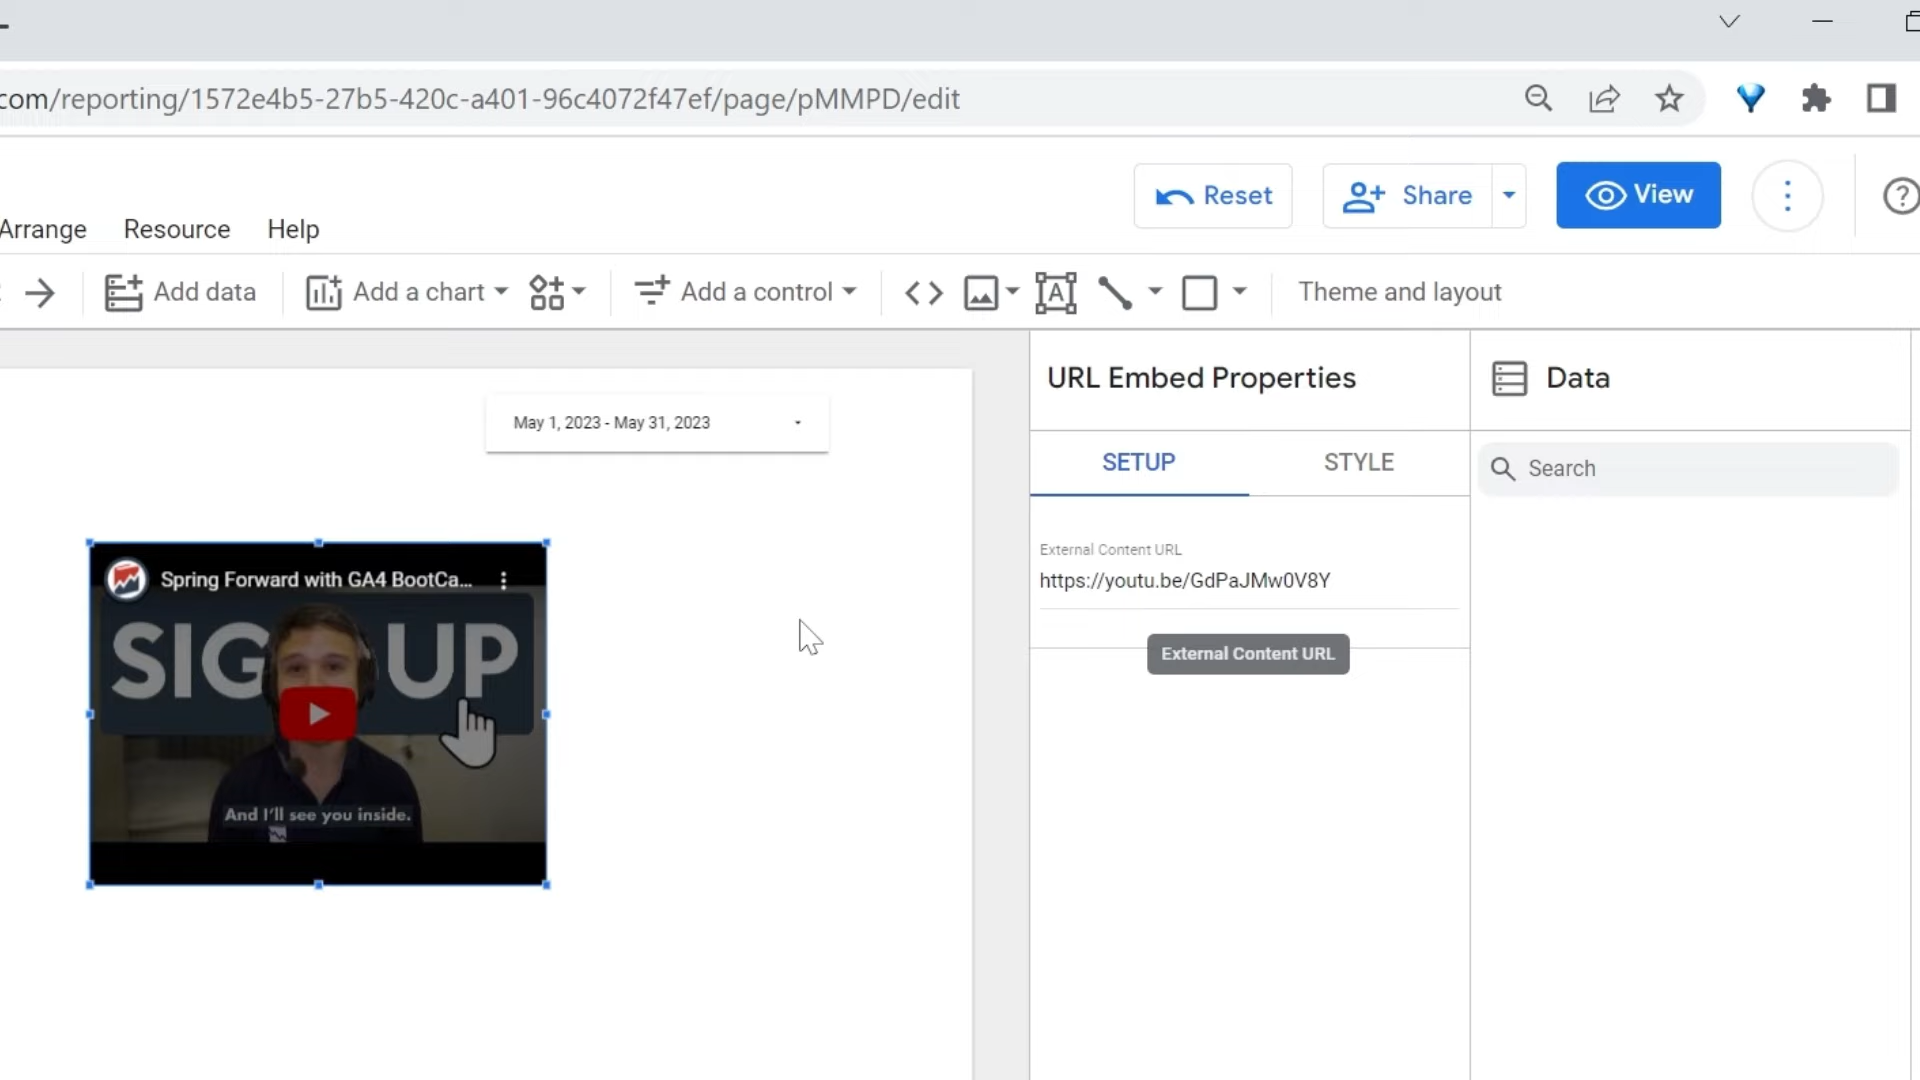 com/reporting/1572e4b5-27b5-420c-a401-96c4072f47ef/page/pMMPD/edit
Reset
Share
View
Arrange Resource Help
Add data
Add a chart
Add a control
Theme and layout
URL Embed Properties
Data
May 1, 2023 - May 31, 2023
SETUP
STYLE
Search
External Content URL
https://youtu.be/GdPaJMw0V8Y
External Content URL
Spring Forward with GA4 BootCa...
SIG UP
And I'll see you inside.